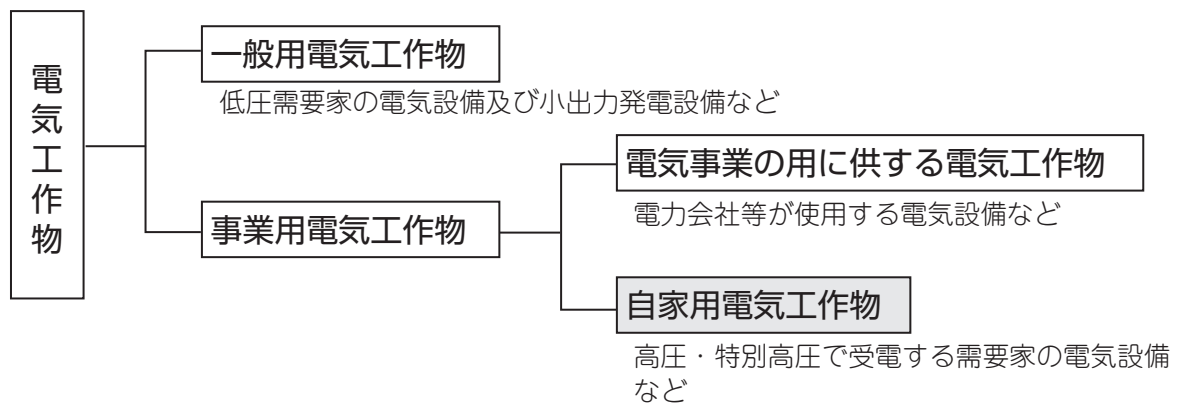 電気工作物
一般用電気工作物
低圧需要家の電気設備及び小出力発電設備など
事業用電気工作物
電気事業の用に供する電気工作物
電力会社等が使用する電気設備など
自家用電気工作物
高圧・特別高圧で受電する需要家の電気設備
など